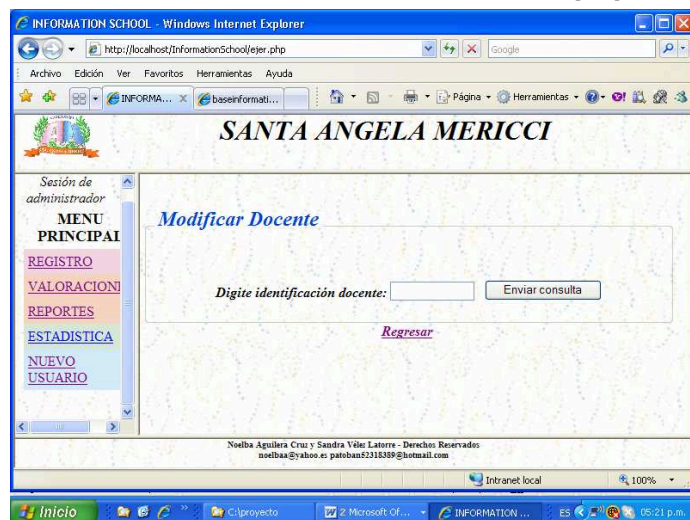 INFORMATION SCHOOL - Windows Internet Explorer
http://localhost/InformationSchool/ejer.php
Google
Archivo Edición Ver Favoritos Herramientas Ayuda
INFORMA... baseinformati... Página Herramientas
SANTA ANGELA MERICCI
Sesión de
administrador
MENU
PRINCIPAL
REGISTRO
VALORACIONE
REPORTES
ESTADISTICA
NUEVO
USUARIO
Modificar Docente
Digite identificación docente: Enviar consulta
Regresar
Noelba Aguilera Cruz y Sandra Vélez Latorre - Derechos Reservados
noelbaa@yahoo.es patoban62318389@hotmail.com
Intranet local 100%
Inicio C:\proyecto 2 Microsoft Of... INFORMATION ... ES 05:21 p.m.